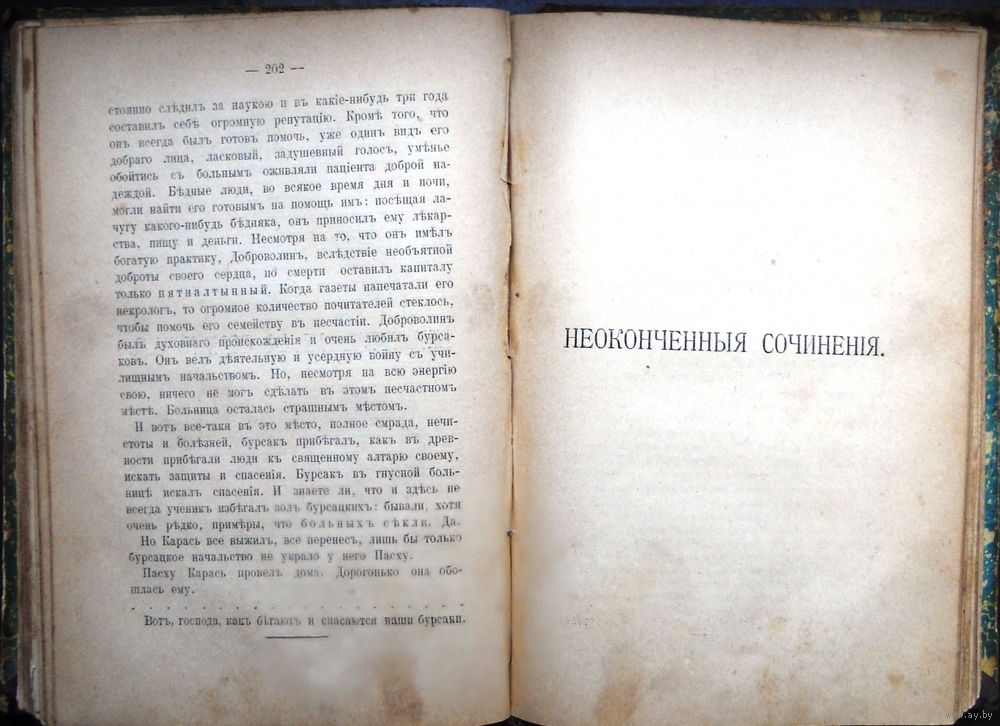 — 202 —
стоянно слѣдилъ за наукою и въ какіе-нибудь три года
составилъ себѣ огромную репутацію. Кромѣ того, что
онъ всегда былъ готовъ помочь, уже одинъ видъ его
добраго лица, ласковый, задушевный голосъ, умѣнье
обойтись съ больнымъ оживляли паціента доброй на-
деждой. Бѣдные люди, во всякое время дня и ночи,
могли найти его готовымъ на помощь имъ: посѣщая ла-
чугу какого-нибудь бѣдняка, онъ приносилъ ему лѣкар-
ства, пищу и деньги. Несмотря на то, что онъ имѣлъ
богатую практику, Доброволинъ, вслѣдствіе необъятной
доброты своего сердца, по смерти оставилъ капиталу
только пятиалтынный. Когда газеты напечатали его
некрологъ, то огромное количество почитателей стеклось,
чтобы помочь его семейству въ несчастіи. Доброволинъ
былъ духовнаго происхожденія и очень любилъ бурса-
ковъ. Онъ велъ дѣятельную и усердную войну съ учи-
лищнымъ начальствомъ. Но, несмотря на всю энергію
свою, ничего не могъ сдѣлать въ этомъ несчастномъ
мѣстѣ. Больница осталась страшнымъ мѣстомъ.
И вотъ все-таки въ это мѣсто, полное смрада, нечи-
стоты и болѣзней, бурсакъ прибѣгалъ, какъ въ древ-
ности прибѣгали люди къ священному алтарю своему,
искать защиты и спасенія. Бурсакъ въ гнусной боль-
ницѣ искалъ спасенія. И знаете ли, что и здѣсь не
всегда ученикъ избѣгалъ золъ бурсацкихъ: бывали, хотя
очень рѣдко, примѣры, что больныхъ сѣкли. Да.
Но Карась все выжилъ, все перенесъ, лишь бы только
бурсацкое начальство не украло у него Пасху.
Пасху Карась провелъ дома. Дорогонько она обо-
шлась ему.
. . . . . . . . . . . . . . . . . .
Вотъ, господа, какъ бѣгаютъ и спасаются наши бурсаки.
НЕОКОНЧЕННЫЯ СОЧИНЕНІЯ.
www.ay.by